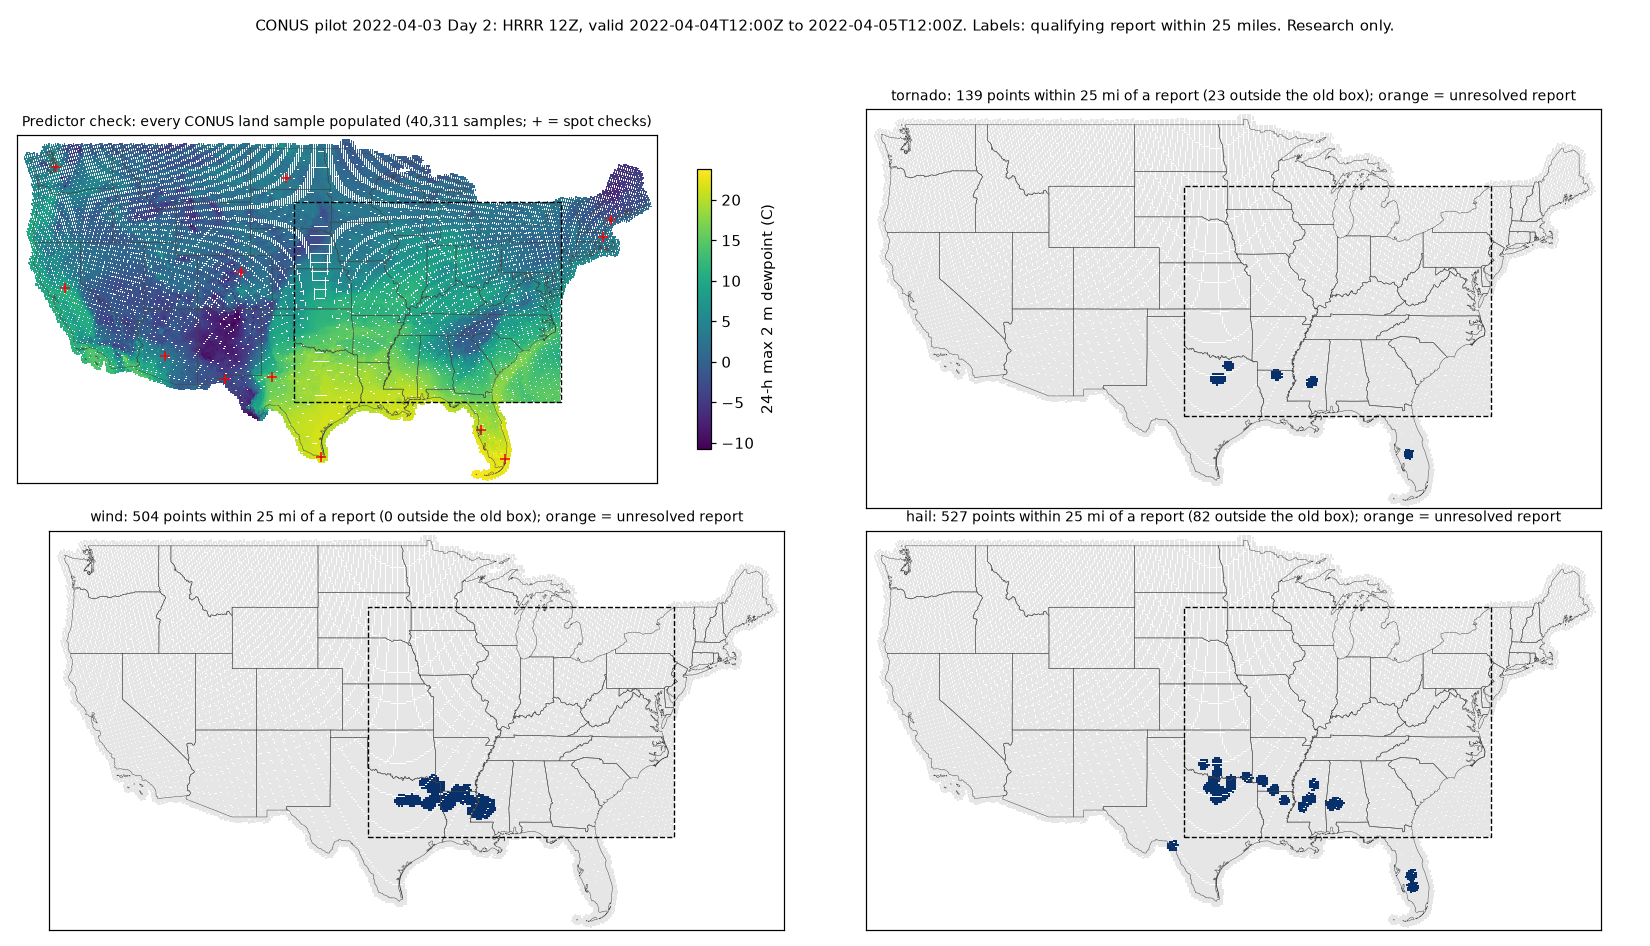 CONUS pilot 2022-04-03 Day 2: HRRR 12Z, valid 2022-04-04T12:00Z to 2022-04-05T12:00Z. Labels: qualifying report within 25 miles. Research only.
Predictor check: every CONUS land sample populated (40,311 samples; + = spot checks)
20
15
10
5
0
−5
−10
24-h max 2 m dewpoint (C)
tornado: 139 points within 25 mi of a report (23 outside the old box); orange = unresolved report
wind: 504 points within 25 mi of a report (0 outside the old box); orange = unresolved report
hail: 527 points within 25 mi of a report (82 outside the old box); orange = unresolved report